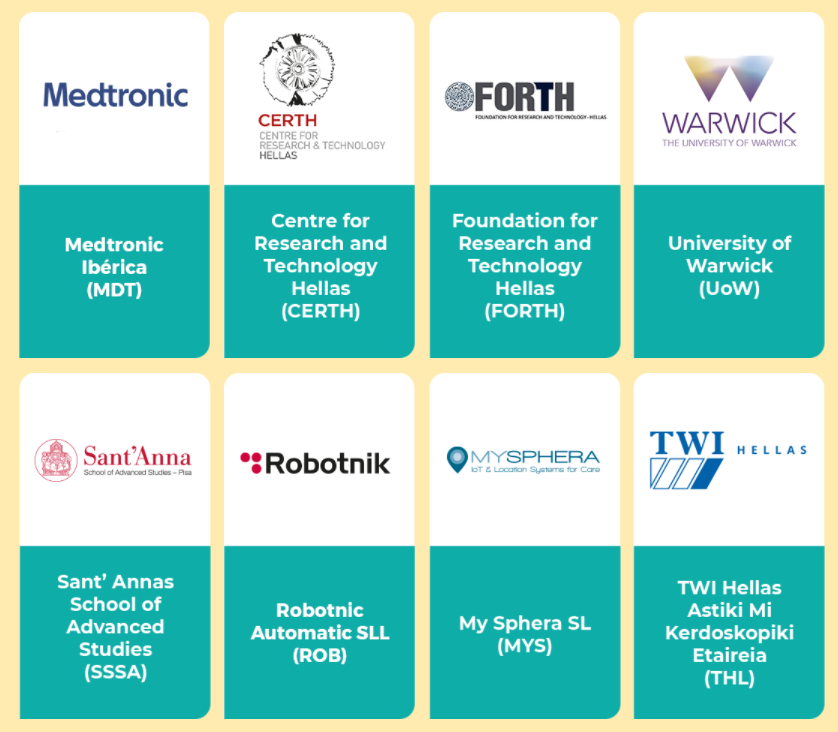 Medtronic
CERTH
CENTRE FOR
RESEARCH & TECHNOLOGY
HELLAS
FORTH
FOUNDATION FOR RESEARCH AND TECHNOLOGY - HELLAS
WARWICK
THE UNIVERSITY OF WARWICK
Medtronic
Ibérica
(MDT)
Centre for
Research and
Technology
Hellas
(CERTH)
Foundation for
Research and
Technology
Hellas
(FORTH)
University of
Warwick
(UoW)
Sant'Anna
School of Advanced Studies – Pisa
Robotnik
MYSPHERA
IoT & Location Systems for Care
TWI HELLAS
Sant' Annas
School of
Advanced
Studies
(SSSA)
Robotnic
Automatic SLL
(ROB)
My Sphera SL
(MYS)
TWI Hellas
Astiki Mi
Kerdoskopiki
Etaireia
(THL)